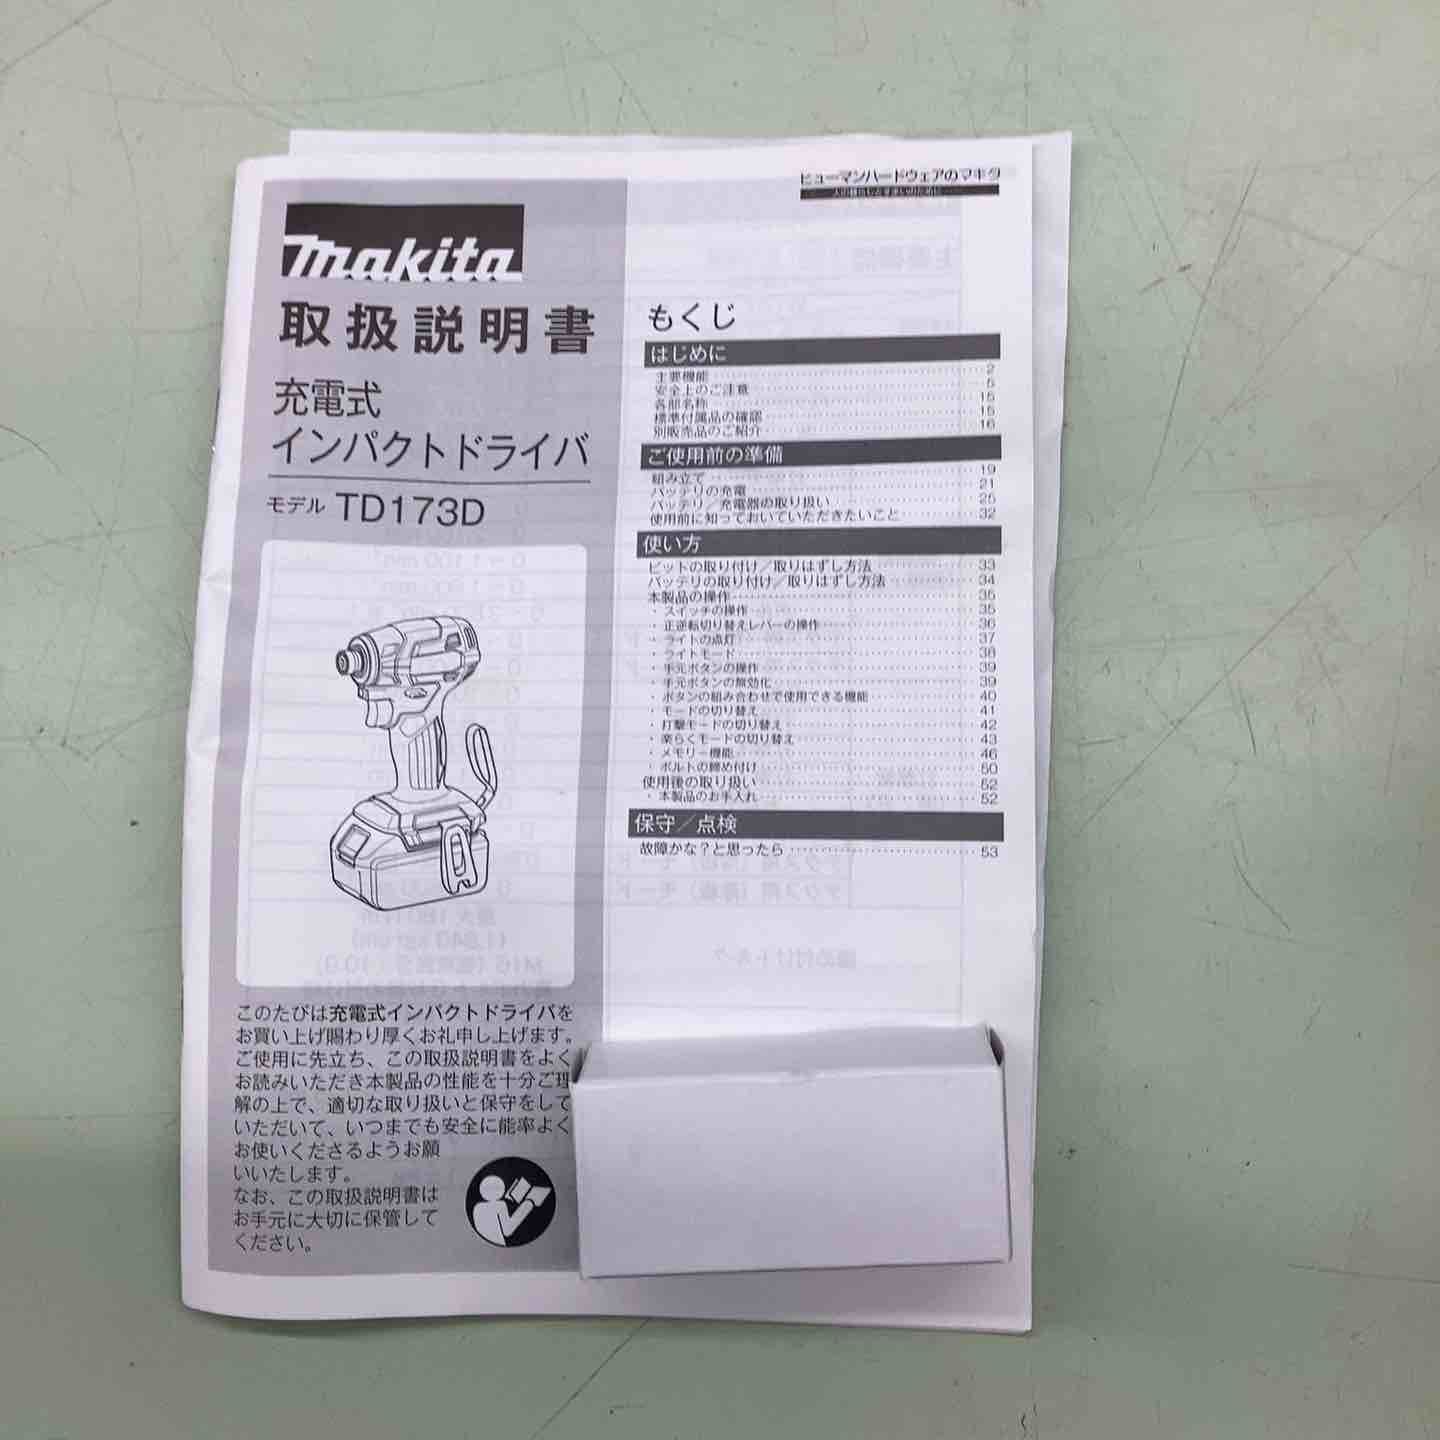 makita
取扱説明書
充電式
インパクトドライバ
モデル TD173D
このたびは充電式インパクトドライバを
お買い上げ賜わり厚くお礼申し上げます。
ご使用に先立ち、この取扱説明書をよく
お読みいただき本製品の性能を十分ご理
解の上で、適切な取り扱いと保守をして
いただいて、いつまでも安全に能率よく
お使いくださるようお願
いいたします。
なお、この取扱説明書は
お手元に大切に保管して
ください。
ヒューマンハードウェアのマキタ
人の暮らしと住まいのために
もくじ
はじめに
主要機能 2
安全上のご注意 5
各部名称 15
標準付属品の確認 15
別販売品のご紹介 16
ご使用前の準備
組み立て 19
バッテリの充電 21
バッテリ／充電器の取り扱い 25
使用前に知っておいていただきたいこと 32
使い方
ビットの取り付け／取りはずし方法 33
バッテリの取り付け／取りはずし方法 34
本製品の操作 35
・スイッチの操作 35
・正逆転切り替えレバーの操作 36
・ライトの点灯 37
・ライトモード 38
・手元ボタンの操作 39
・手元ボタンの無効化 39
・ボタンの組み合わせで使用できる機能 40
・モードの切り替え 41
・打撃モードの切り替え 42
・楽らくモードの切り替え 43
・メモリー機能 46
・ボルトの締め付け 50
使用後の取り扱い 52
・本製品のお手入れ 52
保守／点検
故障かな？と思ったら 53